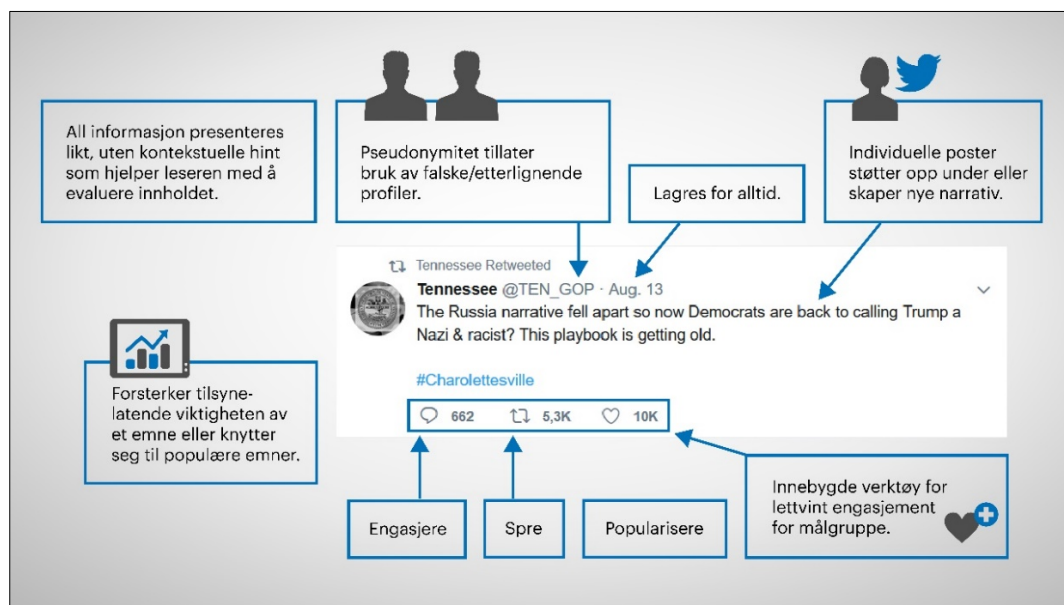 All informasjon presenteres
likt, uten kontekstuelle hint
som hjelper leseren med å
evaluere innholdet.
Pseudonymitet tillater
bruk av falske/etterlignende
profiler.
Lagres for alltid.
Individuelle poster
støtter opp under eller
skaper nye narrativ.
Tennessee Retweeted
Tennessee @TEN_GOP · Aug. 13
The Russia narrative fell apart so now Democrats are back to calling Trump a
Nazi & racist? This playbook is getting old.
#Charolettesville
662 5,3K 10K
Forsterker tilsyne-
latende viktigheten av
et emne eller knytter
seg til populære emner.
Engasjere
Spre
Popularisere
Innebygde verktøy for
lettvint engasjement
for målgruppe.